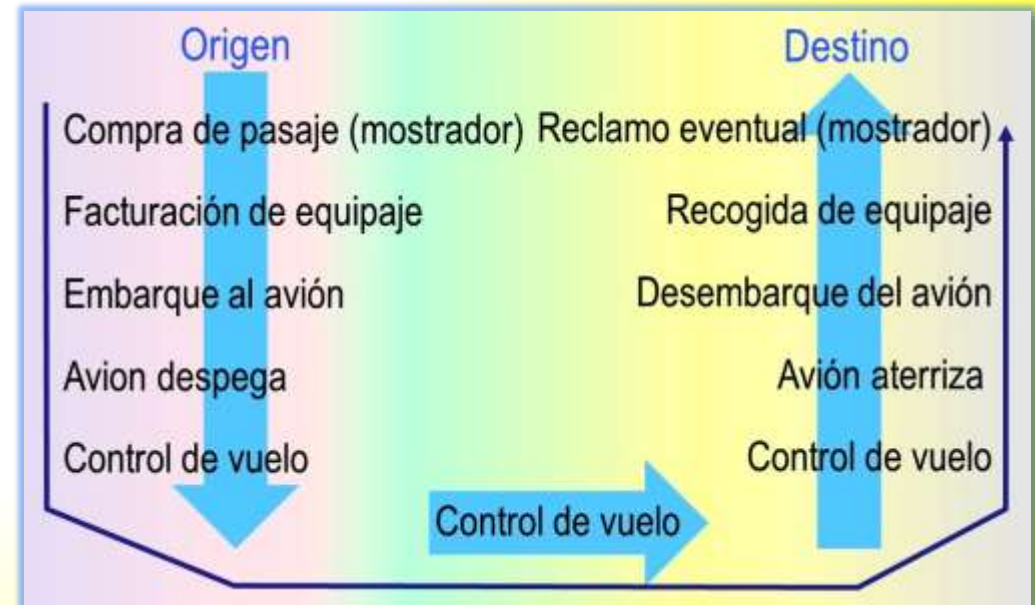 Origen
Destino
Compra de pasaje (mostrador)
Reclamo eventual (mostrador)
Facturación de equipaje
Recogida de equipaje
Embarque al avión
Desembarque del avión
Avion despega
Avión aterriza
Control de vuelo
Control de vuelo
Control de vuelo